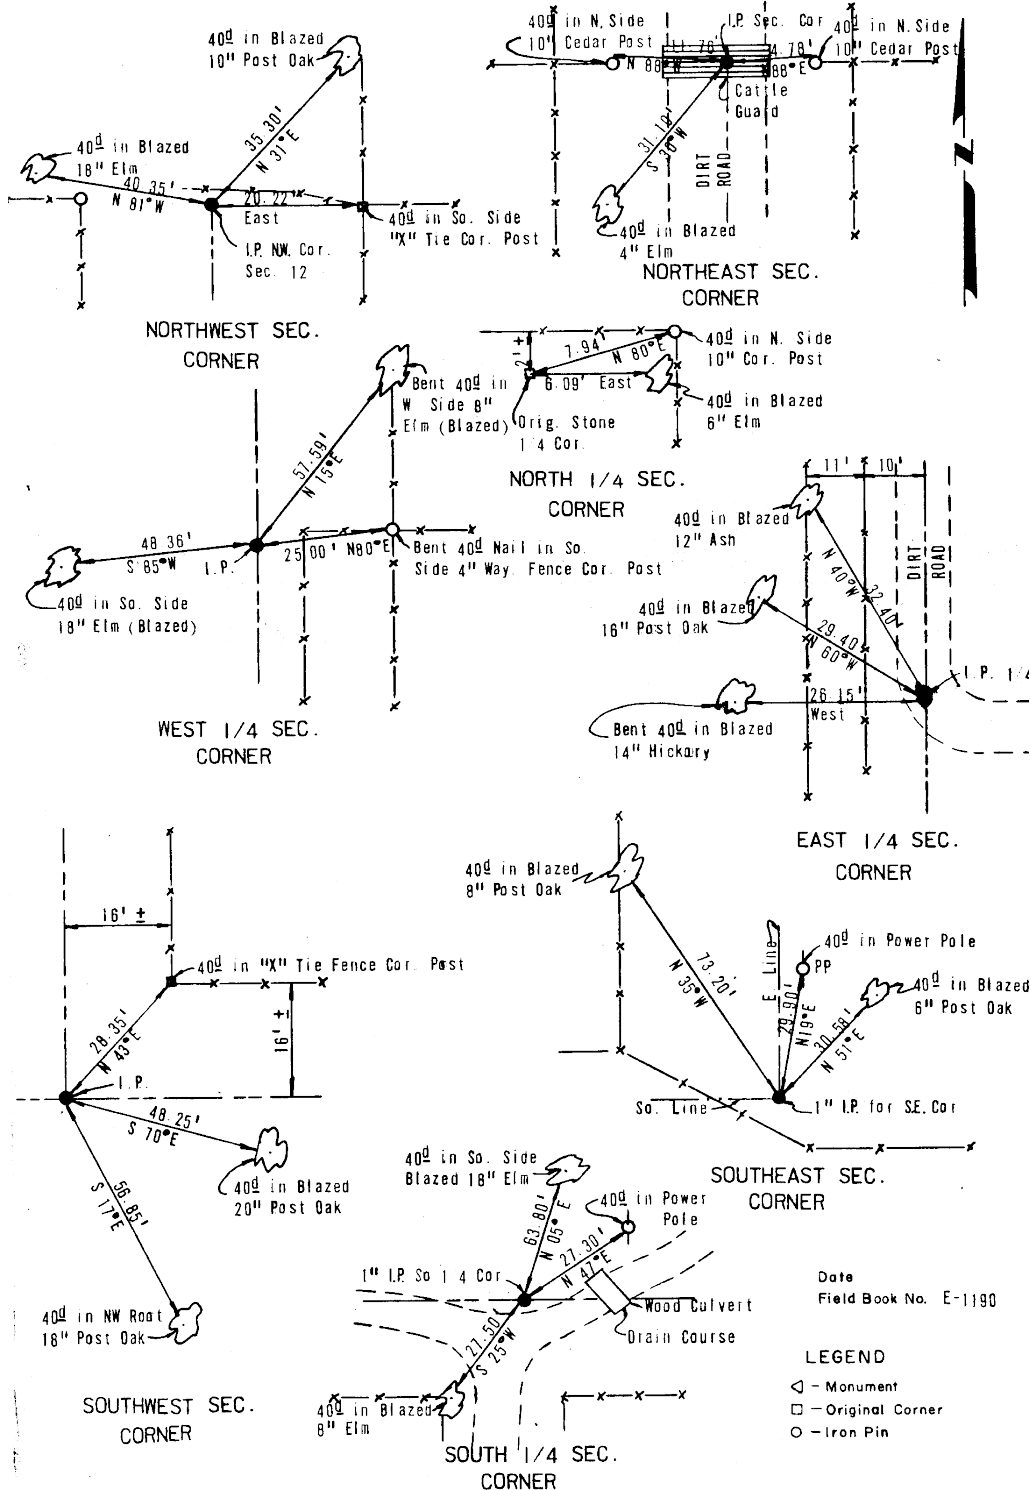 40d in Blazed
10" Post Oak
40d in Blazed
18" Elm
35.30'
N 31° E
40.35'
N 81° W
20.22'
East
40d in So. Side
"X" Tie Cor. Post
I.P. NW. Cor.
Sec. 12
NORTHWEST SEC.
CORNER
40d in N. Side
10" Cedar Post
I.P. Sec. Cor
40d in N. Side
10" Cedar Post
11.76'
N 88° W
4.78'
N88° E
Cattle
Guard
S 30° W
DIRT
ROAD
40d in Blazed
4" Elm
NORTHEAST SEC.
CORNER
N
2' ±
7.94'
N 80° E
6.09' East
40d in N. Side
10" Cor. Post
40d in Blazed
6" Elm
Orig. Stone
1 4 Cor.
NORTH 1/4 SEC.
CORNER
Bent 40d in
W Side 8"
Elm (Blazed)
57.59'
N 15° E
48.36'
S 85° W
I.P.
25.00' N80° E
Bent 40d Nail in So.
Side 4" Way. Fence Cor. Post
40d in So. Side
18" Elm (Blazed)
WEST 1/4 SEC.
CORNER
11' 10'
40d in Blazed
12" Ash
N 40° W
32.40'
DIRT
ROAD
40d in Blazed
16" Post Oak
29.40'
N 60° W
I.P. 1/4
26.15'
West
Bent 40d in Blazed
14" Hickory
EAST 1/4 SEC.
CORNER
16' ±
40d in "X" Tie Fence Cor. Post
28.35'
N 43° E
16' ±
I.P.
48.25'
S 70° E
40d in Blazed
20" Post Oak
56.85'
S 17° E
40d in NW Root
18" Post Oak
SOUTHWEST SEC.
CORNER
40d in Blazed
8" Post Oak
73.20'
N 35° W
E Line
40d in Power Pole
PP
29.90'
N19° E
40d in Blazed
6" Post Oak
30.58'
N 51° E
So. Line
1" I.P. for S.E. Cor
SOUTHEAST SEC.
CORNER
40d in So. Side
Blazed 18" Elm
63.80'
N 05° E
40d in Power
Pole
27.30'
N 47° E
1" I.P. So 1 4 Cor
Wood Culvert
Drain Course
27.50'
S 25° W
40d in Blazed
8" Elm
SOUTH 1/4 SEC.
CORNER
Date
Field Book No. E-1190
LEGEND
- Monument
- Original Corner
- Iron Pin